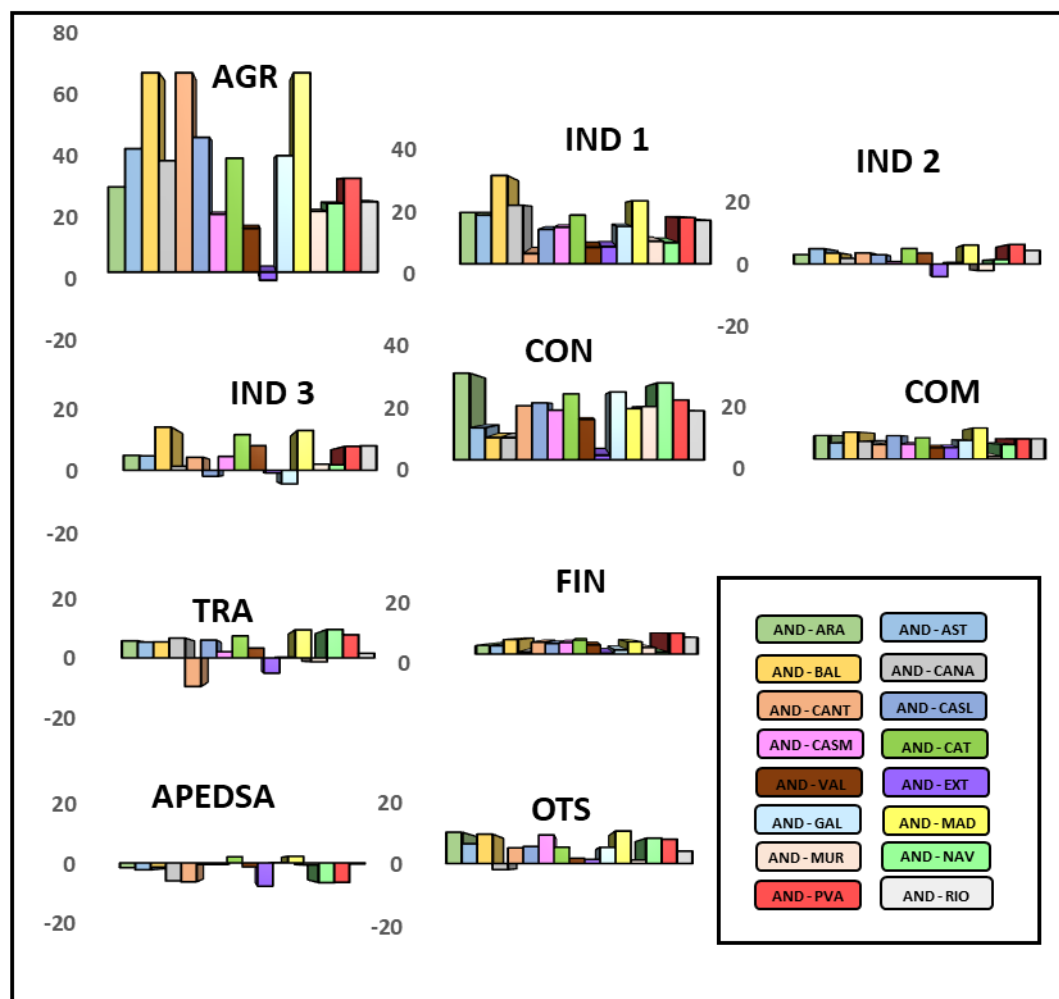 80
60
40
20
0
-20
AGR
40
20
0
IND 1
20
0
-20
IND 2
20
0
-20
IND 3
40
20
0
CON
20
0
COM
20
0
-20
TRA
20
0
FIN
20
0
-20
APEDSA
20
0
-20
OTS
AND - ARA
AND - AST
AND - BAL
AND - CANA
AND - CANT
AND - CASL
AND - CASM
AND - CAT
AND - VAL
AND - EXT
AND - GAL
AND - MAD
AND - MUR
AND - NAV
AND - PVA
AND - RIO